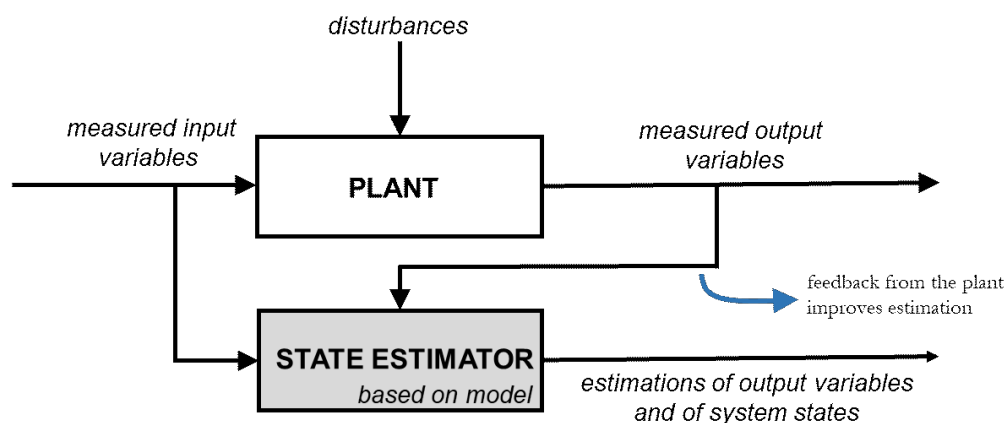 disturbances
measured input
variables
measured output
variables
PLANT
feedback from the plant
improves estimation
STATE ESTIMATOR
based on model
estimations of output variables
and of system states